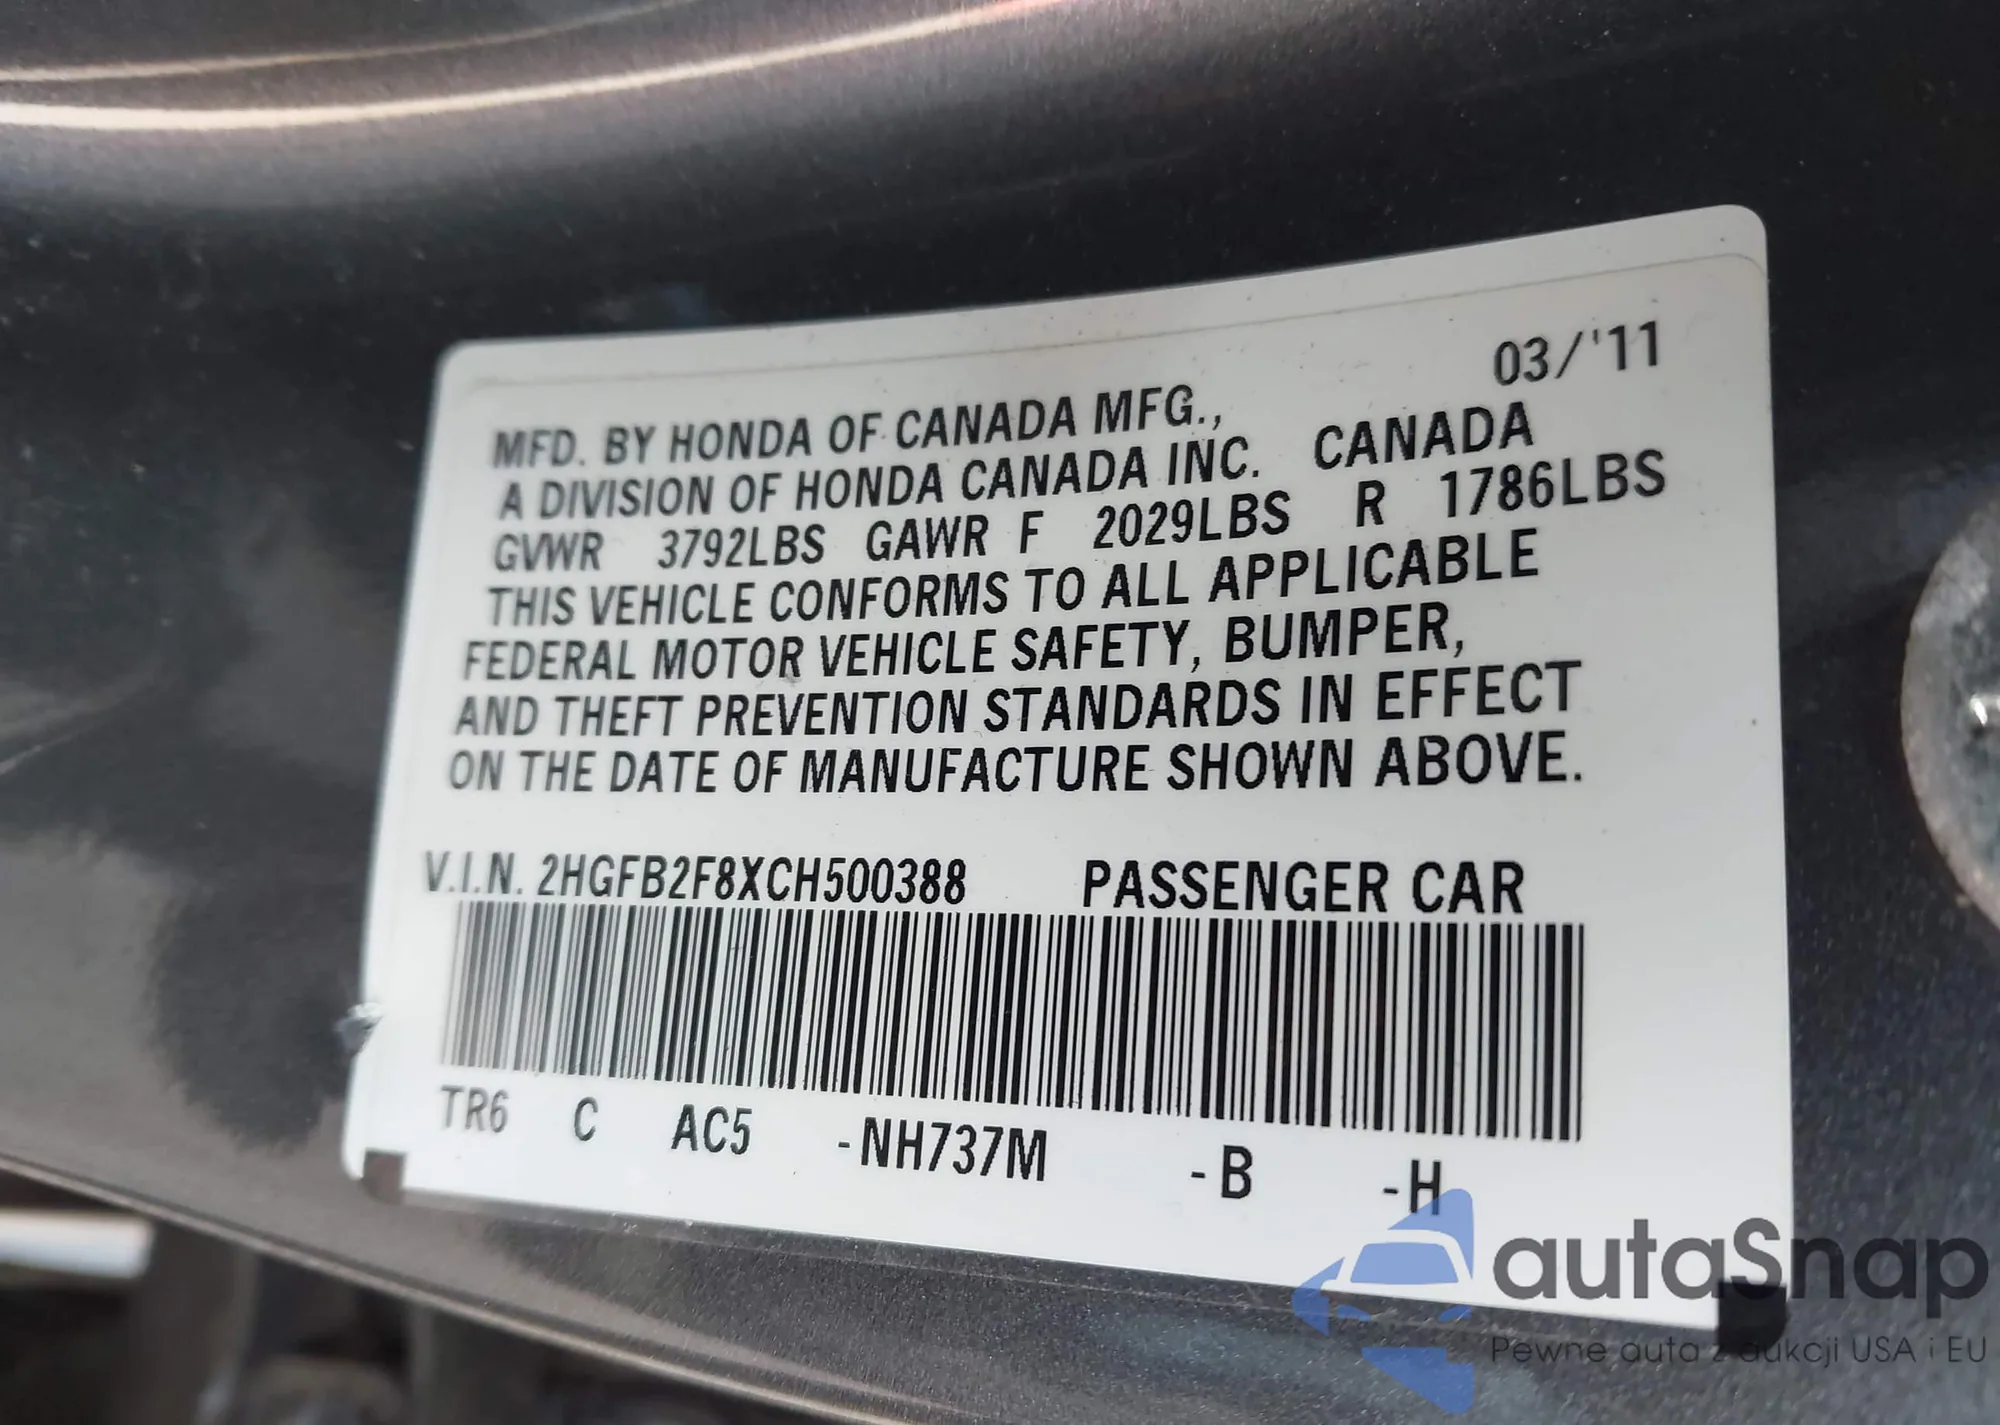 03/'11
MFD. BY HONDA OF CANADA MFG.,
A DIVISION OF HONDA CANADA INC. CANADA
GVWR 3792LBS GAWR F 2029LBS R 1786LBS
THIS VEHICLE CONFORMS TO ALL APPLICABLE
FEDERAL MOTOR VEHICLE SAFETY, BUMPER,
AND THEFT PREVENTION STANDARDS IN EFFECT
ON THE DATE OF MANUFACTURE SHOWN ABOVE.
V.I.N. 2HGFB2F8XCH500388 PASSENGER CAR
TR6 C AC5 -NH737M -B -H
autaSnap
Pewne auta z aukcji USA i EU